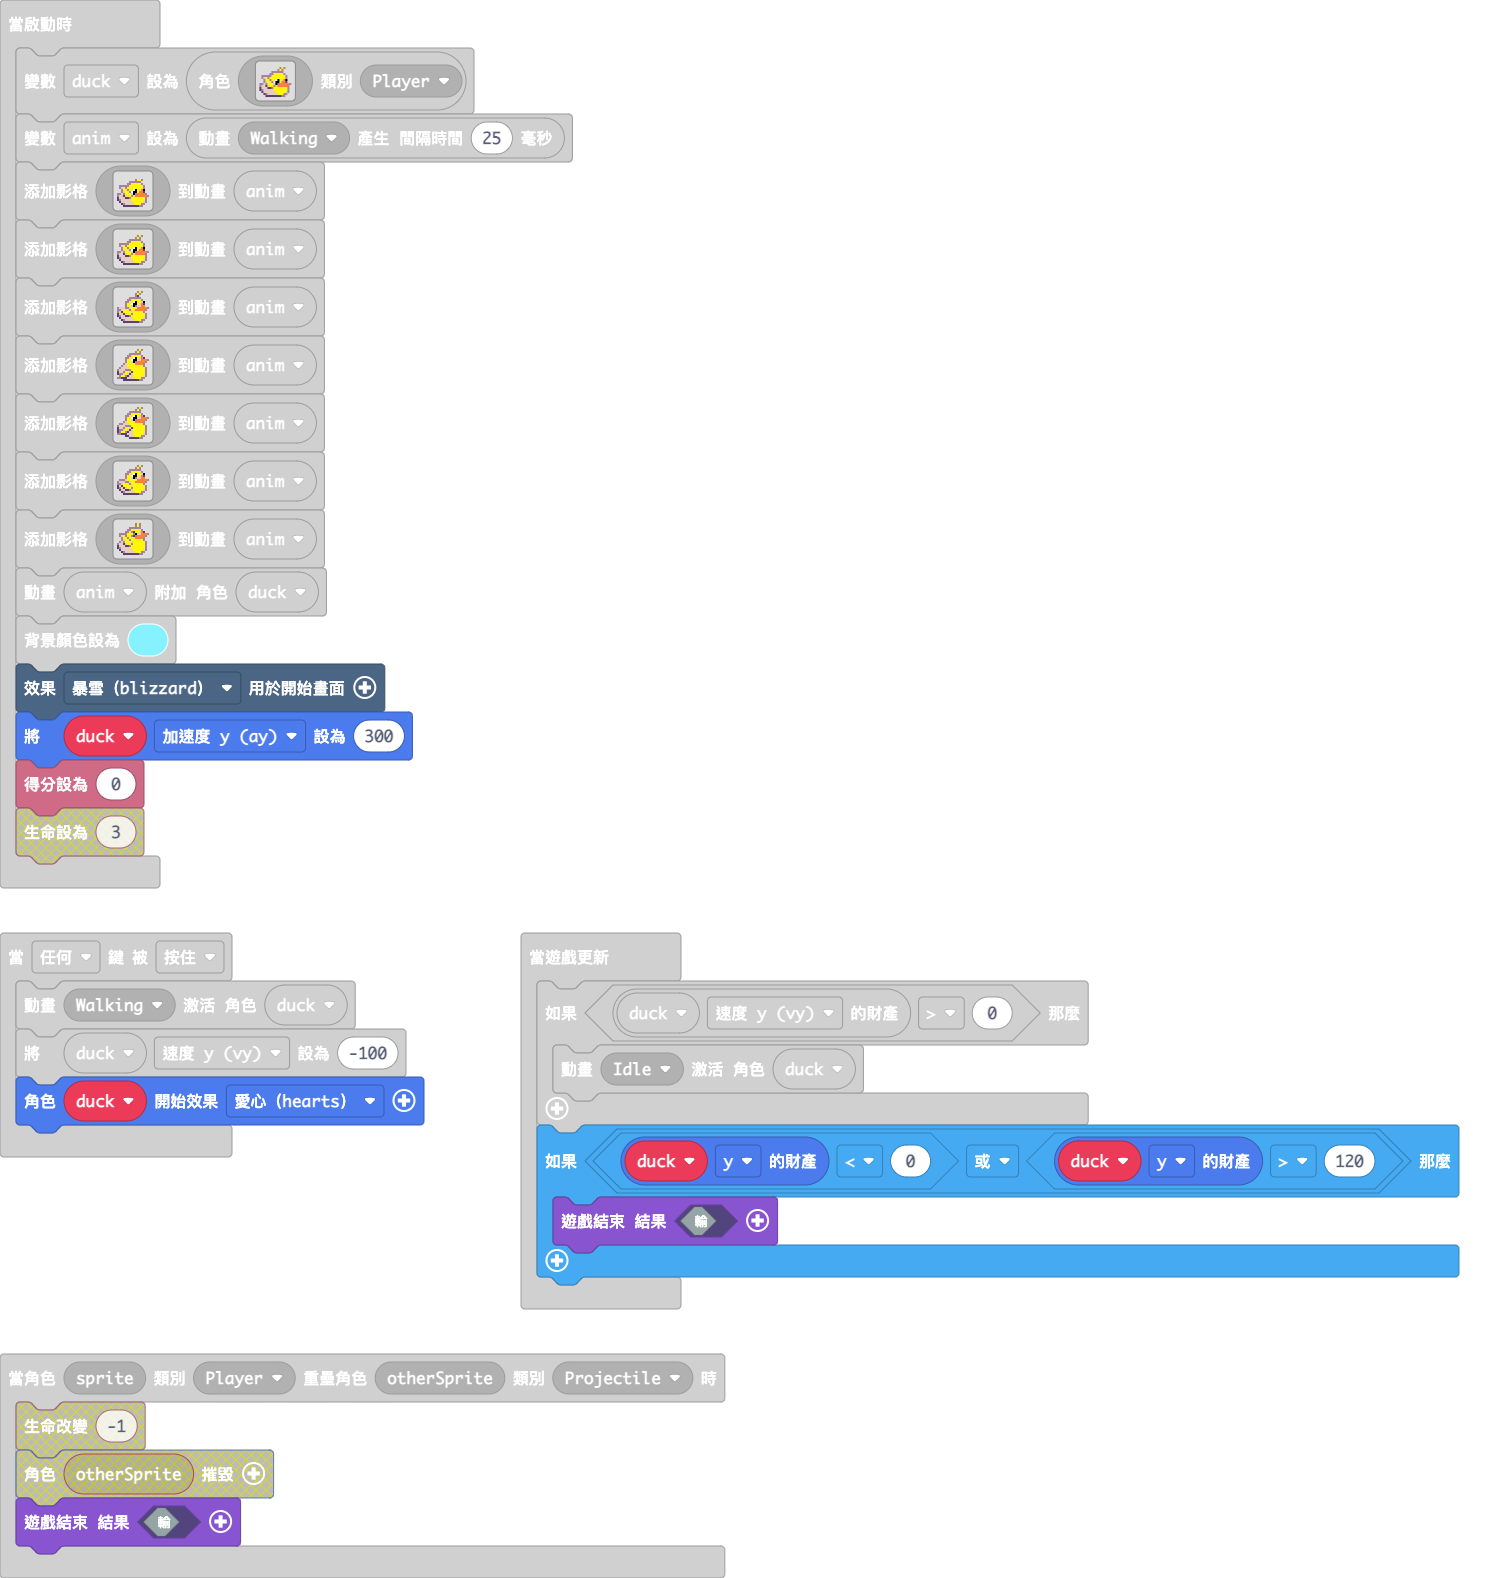 當啟動時
變數 duck 設為 角色 類別 Player
變數 anim 設為 動畫 Walking 產生 間隔時間 25 毫秒
添加影格 到動畫 anim
添加影格 到動畫 anim
添加影格 到動畫 anim
添加影格 到動畫 anim
添加影格 到動畫 anim
添加影格 到動畫 anim
添加影格 到動畫 anim
動畫 anim 附加 角色 duck
背景顏色設為
效果 暴雪 (blizzard) 用於開始畫面
將 duck 加速度 y (ay) 設為 300
得分設為 0
生命設為 3
當 任何 鍵 被 按住
動畫 Walking 激活 角色 duck
將 duck 速度 y (vy) 設為 -100
角色 duck 開始效果 愛心 (hearts)
當遊戲更新
如果 duck 速度 y (vy) 的財產 > 0 那麼
動畫 Idle 激活 角色 duck
如果 duck y 的財產 < 0 或 duck y 的財產 > 120 那麼
遊戲結束 結果 輸
當角色 sprite 類別 Player 重疊角色 otherSprite 類別 Projectile 時
生命改變 -1
角色 otherSprite 摧毀
遊戲結束 結果 輸